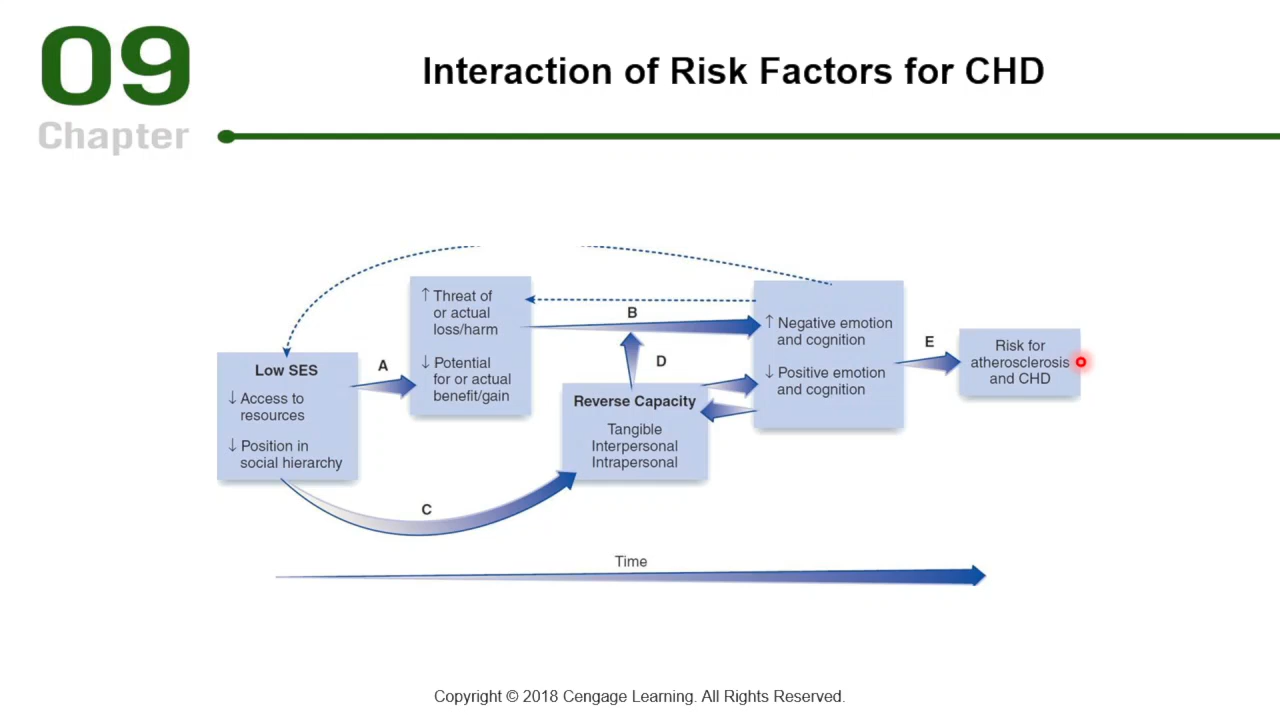 09
Chapter
Interaction of Risk Factors for CHD
Low SES
↓ Access to
resources
↓ Position in
social hierarchy
A
↑ Threat of
or actual
loss/harm
↓ Potential
for or actual
benefit/gain
B
D
Reverse Capacity
Tangible
Interpersonal
Intrapersonal
C
↑ Negative emotion
and cognition
↓ Positive emotion
and cognition
E
Risk for
atherosclerosis
and CHD
Time
Copyright © 2018 Cengage Learning. All Rights Reserved.